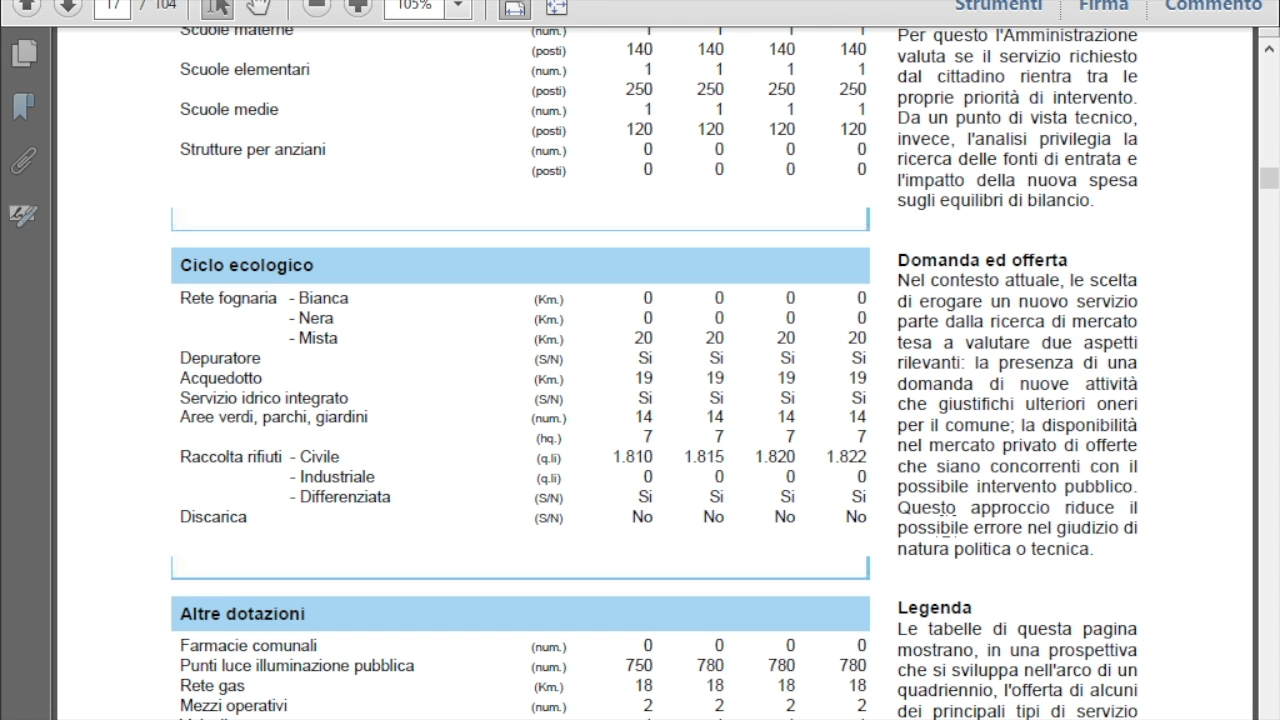 17 / 104 105% Strumenti Firma Commento
Scuole materne (num.) 1 1 1 1
(posti) 140 140 140 140
Scuole elementari (num.) 1 1 1 1
(posti) 250 250 250 250
Scuole medie (num.) 1 1 1 1
(posti) 120 120 120 120
Strutture per anziani (num.) 0 0 0 0
(posti) 0 0 0 0
Ciclo ecologico
Rete fognaria - Bianca (Km.) 0 0 0 0
- Nera (Km.) 0 0 0 0
- Mista (Km.) 20 20 20 20
Depuratore (S/N) Si Si Si Si
Acquedotto (Km.) 19 19 19 19
Servizio idrico integrato (S/N) Si Si Si Si
Aree verdi, parchi, giardini (num.) 14 14 14 14
(hq.) 7 7 7 7
Raccolta rifiuti - Civile (q.li) 1.810 1.815 1.820 1.822
- Industriale (q.li) 0 0 0 0
- Differenziata (S/N) Si Si Si Si
Discarica (S/N) No No No No
Altre dotazioni
Farmacie comunali (num.) 0 0 0 0
Punti luce illuminazione pubblica (num.) 750 780 780 780
Rete gas (Km.) 18 18 18 18
Mezzi operativi (num.) 2 2 2 2
Per questo l'Amministrazione
valuta se il servizio richiesto
dal cittadino rientra tra le
proprie priorità di intervento.
Da un punto di vista tecnico,
invece, l'analisi privilegia la
ricerca delle fonti di entrata e
l'impatto della nuova spesa
sugli equilibri di bilancio.
Domanda ed offerta
Nel contesto attuale, le scelta
di erogare un nuovo servizio
parte dalla ricerca di mercato
tesa a valutare due aspetti
rilevanti: la presenza di una
domanda di nuove attività
che giustifichi ulteriori oneri
per il comune; la disponibilità
nel mercato privato di offerte
che siano concorrenti con il
possibile intervento pubblico.
Questo approccio riduce il
possibile errore nel giudizio di
natura politica o tecnica.
Legenda
Le tabelle di questa pagina
mostrano, in una prospettiva
che si sviluppa nell'arco di un
quadriennio, l'offerta di alcuni
dei principali tipi di servizio